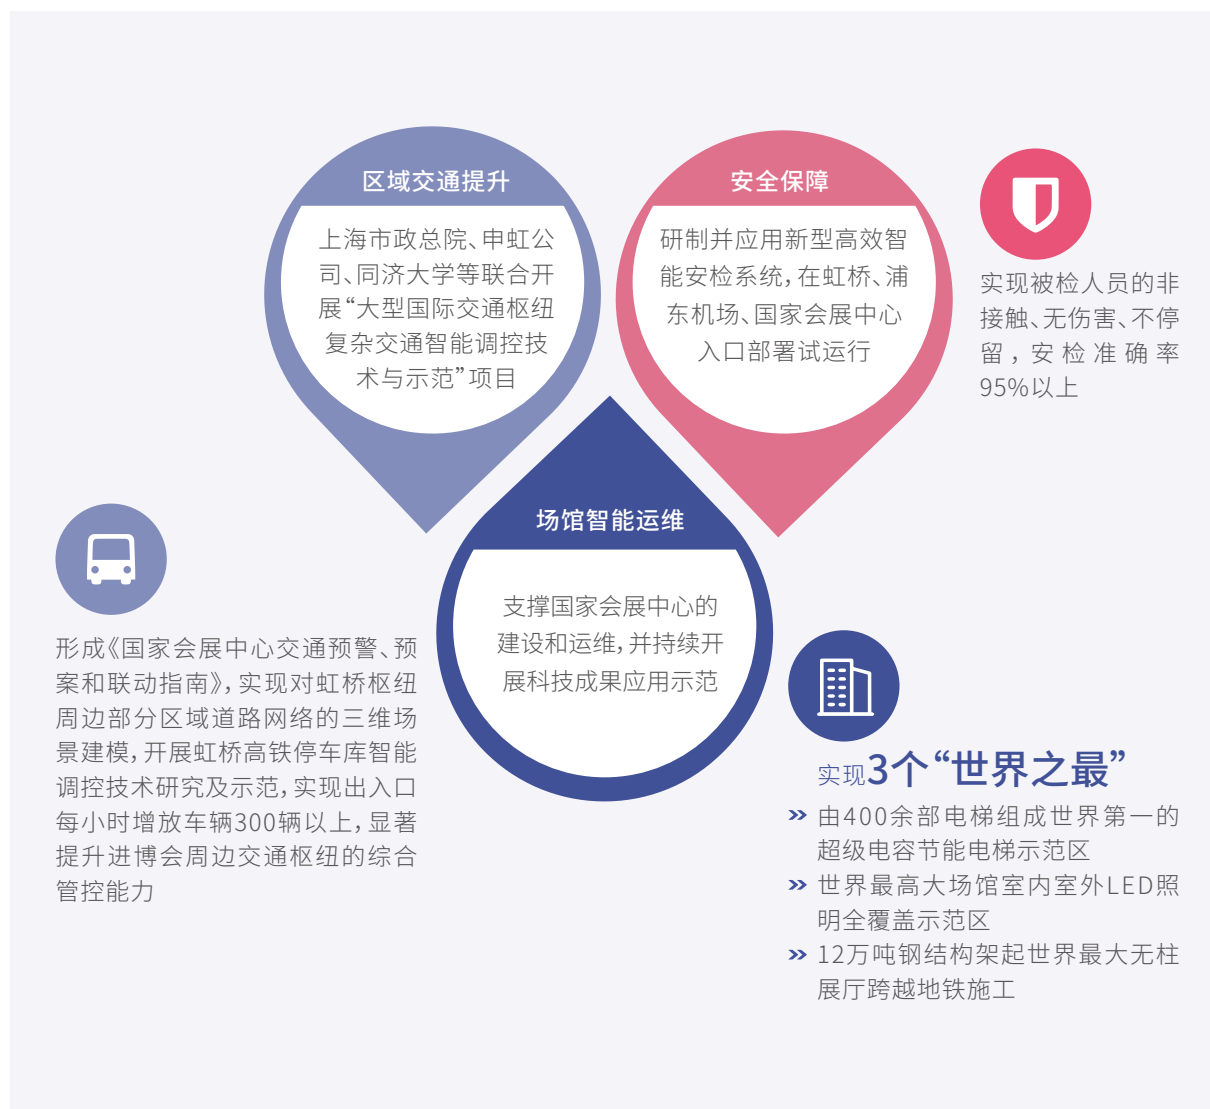 区域交通提升
上海市政总院、申虹公
司、同济大学等联合开
展“大型国际交通枢纽
复杂交通智能调控技
术与示范”项目
安全保障
研制并应用新型高效智
能安检系统，在虹桥、浦
东机场、国家会展中心
入口部署试运行
实现被检人员的非
接触、无伤害、不停
留，安检准确率
95%以上
场馆智能运维
支撑国家会展中心的
建设和运维，并持续开
展科技成果应用示范
形成《国家会展中心交通预警、预
案和联动指南》，实现对虹桥枢纽
周边部分区域道路网络的三维场
景建模，开展虹桥高铁停车库智能
调控技术研究及示范，实现出入口
每小时增放车辆300辆以上，显著
提升进博会周边交通枢纽的综合
管控能力
实现3个“世界之最”
由400余部电梯组成世界第一的
超级电容节能电梯示范区
世界最高大场馆室内室外LED照
明全覆盖示范区
12万吨钢结构架起世界最大无柱
展厅跨越地铁施工